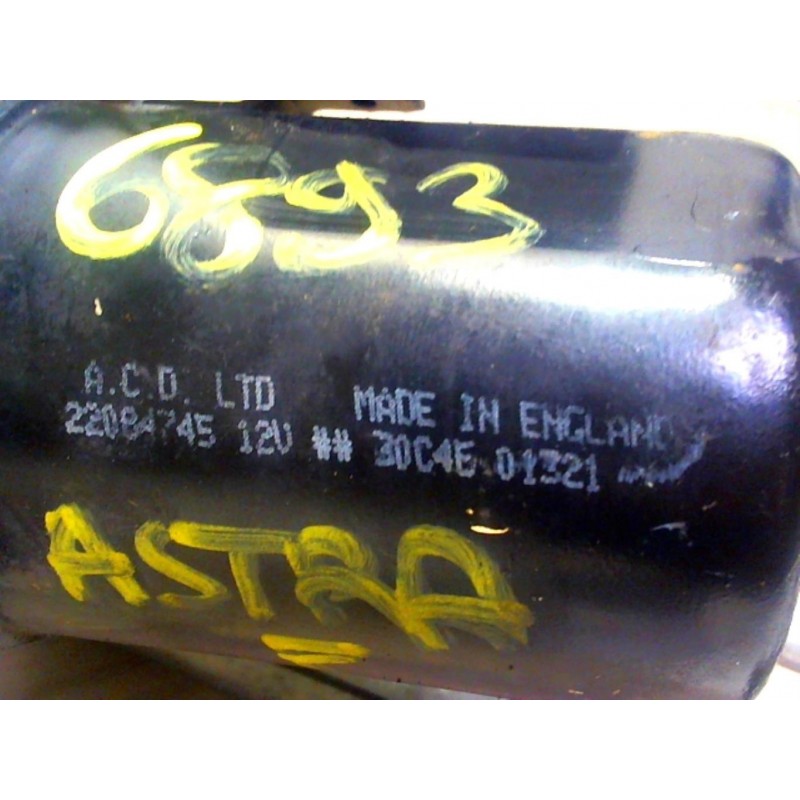 6893
A.C.D. LTD MADE IN ENGLAND
22084745 12V ## 30C4E 01321
ASTRA